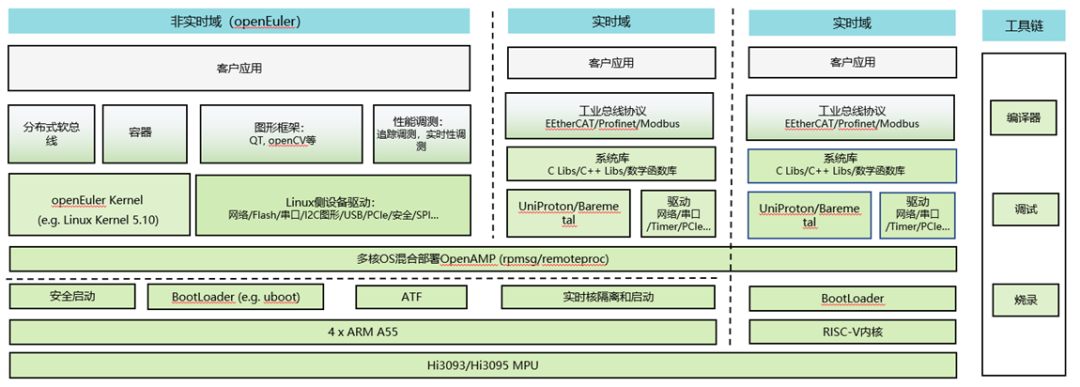 非实时域（openEuler）
实时域
实时域
工具链
客户应用
客户应用
客户应用
分布式软总
线
容器
图形框架：
QT, openCV等
性能调测：
追踪调测，实时性调
测
工业总线协议
EEtherCAT/Profinet/Modbus
工业总线协议
EEtherCAT/Profinet/Modbus
编译器
系统库
C Libs/C++ Libs/数学函数库
系统库
C Libs/C++ Libs/数学函数库
openEuler Kernel
(e.g. Linux Kernel 5.10)
Linux侧设备驱动：
网络/Flash/串口/I2C图形/USB/PCIe/安全/SPI...
UniProton/Bareme
tal
驱动
网络/串口
/Timer/PCIe...
UniProton/Bareme
tal
驱动
网络/串口
/Timer/PCIe...
调试
多核OS混合部署OpenAMP (rpmsg/remoteproc)
安全启动
BootLoader (e.g. uboot)
ATF
实时核隔离和启动
BootLoader
烧录
4 x ARM A55
RISC-V内核
Hi3093/Hi3095 MPU